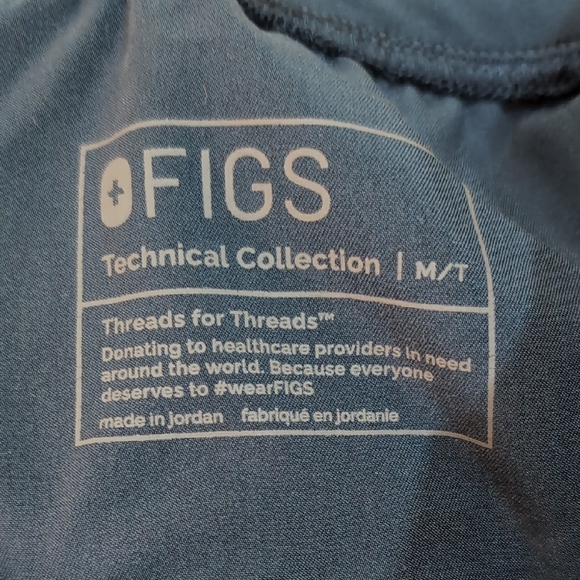 FIGS
Technical Collection | M/T
Threads for Threads™
Donating to healthcare providers in need
around the world. Because everyone
deserves to #wearFIGS
made in jordan fabriqué en jordanie